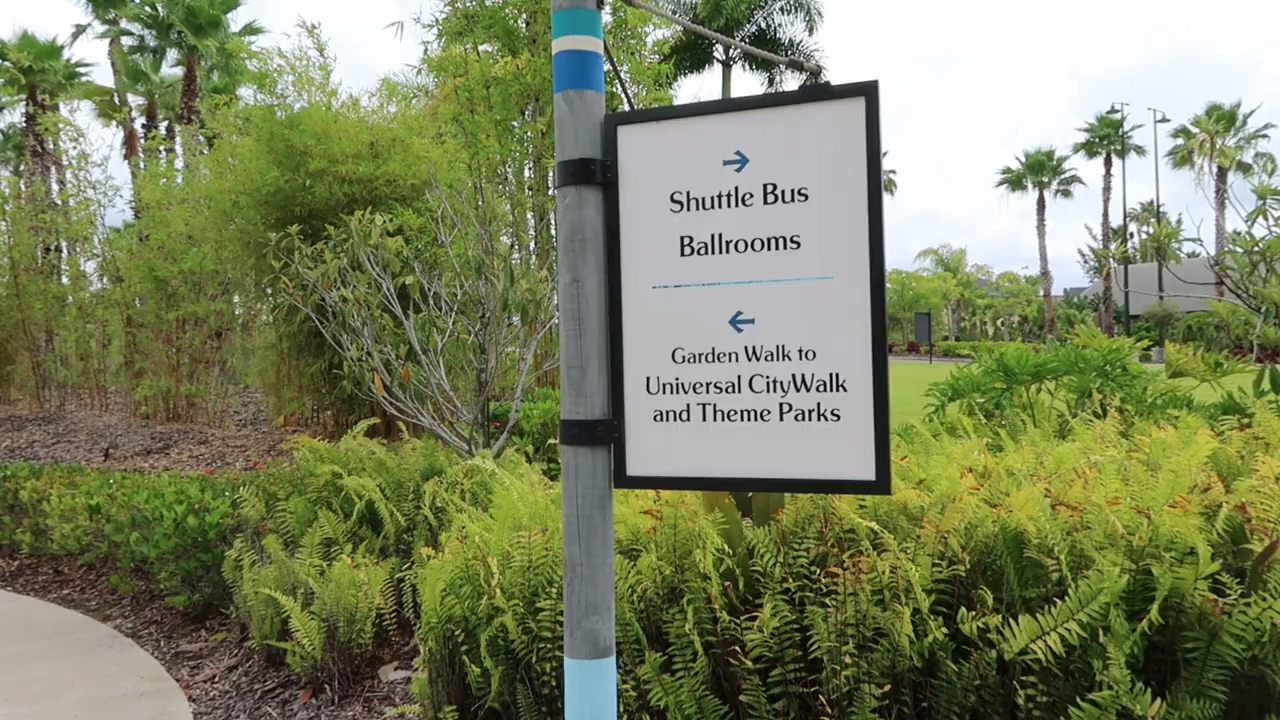 →
Shuttle Bus
Ballrooms
←
Garden Walk to
Universal CityWalk
and Theme Parks